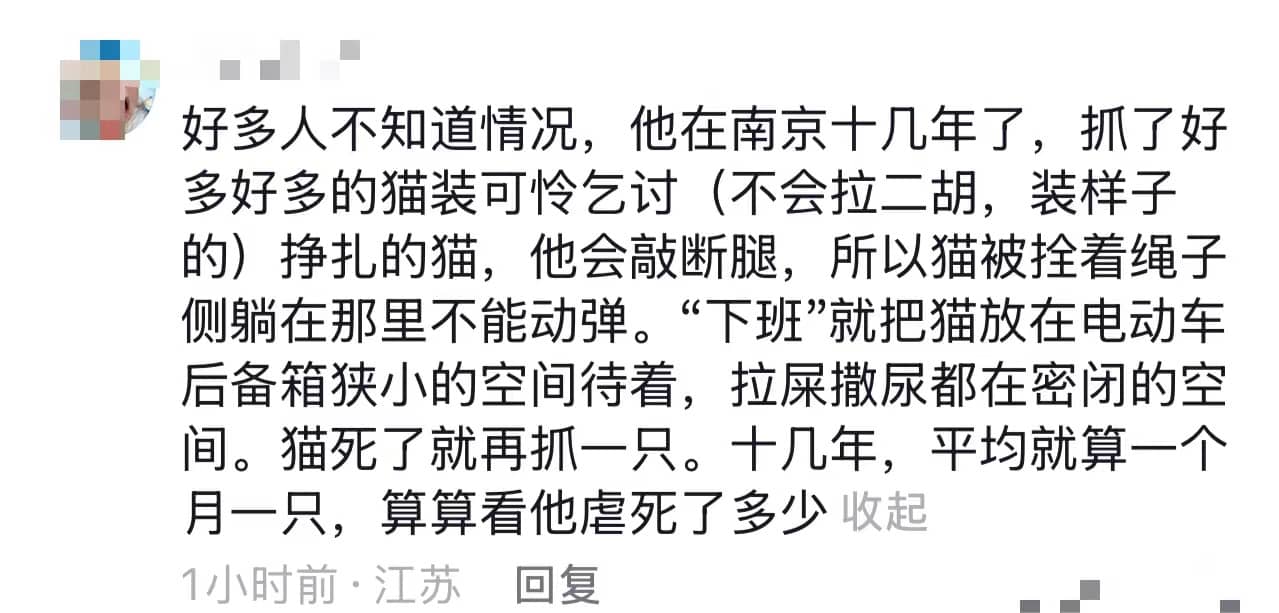 好多人不知道情况，他在南京十几年了，抓了好
多好多的猫装可怜乞讨（不会拉二胡，装样子
的）挣扎的猫，他会敲断腿，所以猫被拴着绳子
侧躺在那里不能动弹。“下班”就把猫放在电动车
后备箱狭小的空间待着，拉屎撒尿都在密闭的空
间。猫死了就再抓一只。十几年，平均就算一个
月一只，算算看他虐死了多少 收起
1小时前·江苏 回复